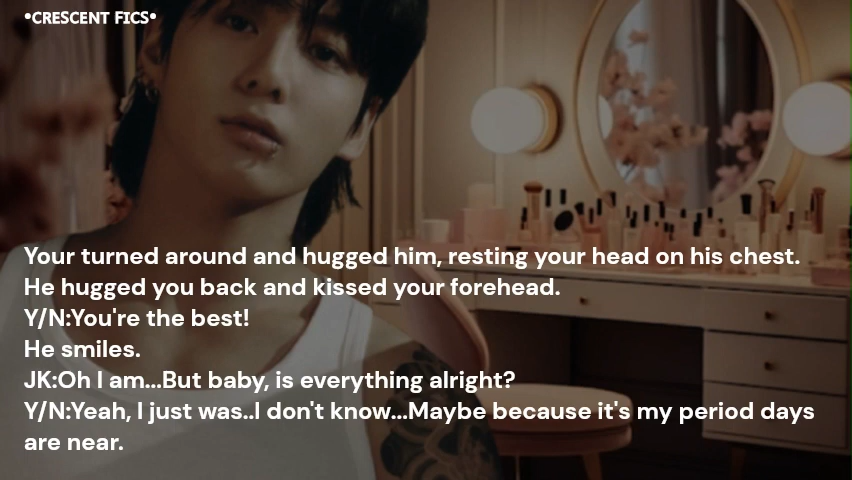 •CRESCENT FICS•
Your turned around and hugged him, resting your head on his chest.
He hugged you back and kissed your forehead.
Y/N:You're the best!
He smiles.
JK:Oh I am...But baby, is everything alright?
Y/N:Yeah, I just was..I don't know...Maybe because it's my period days
are near.